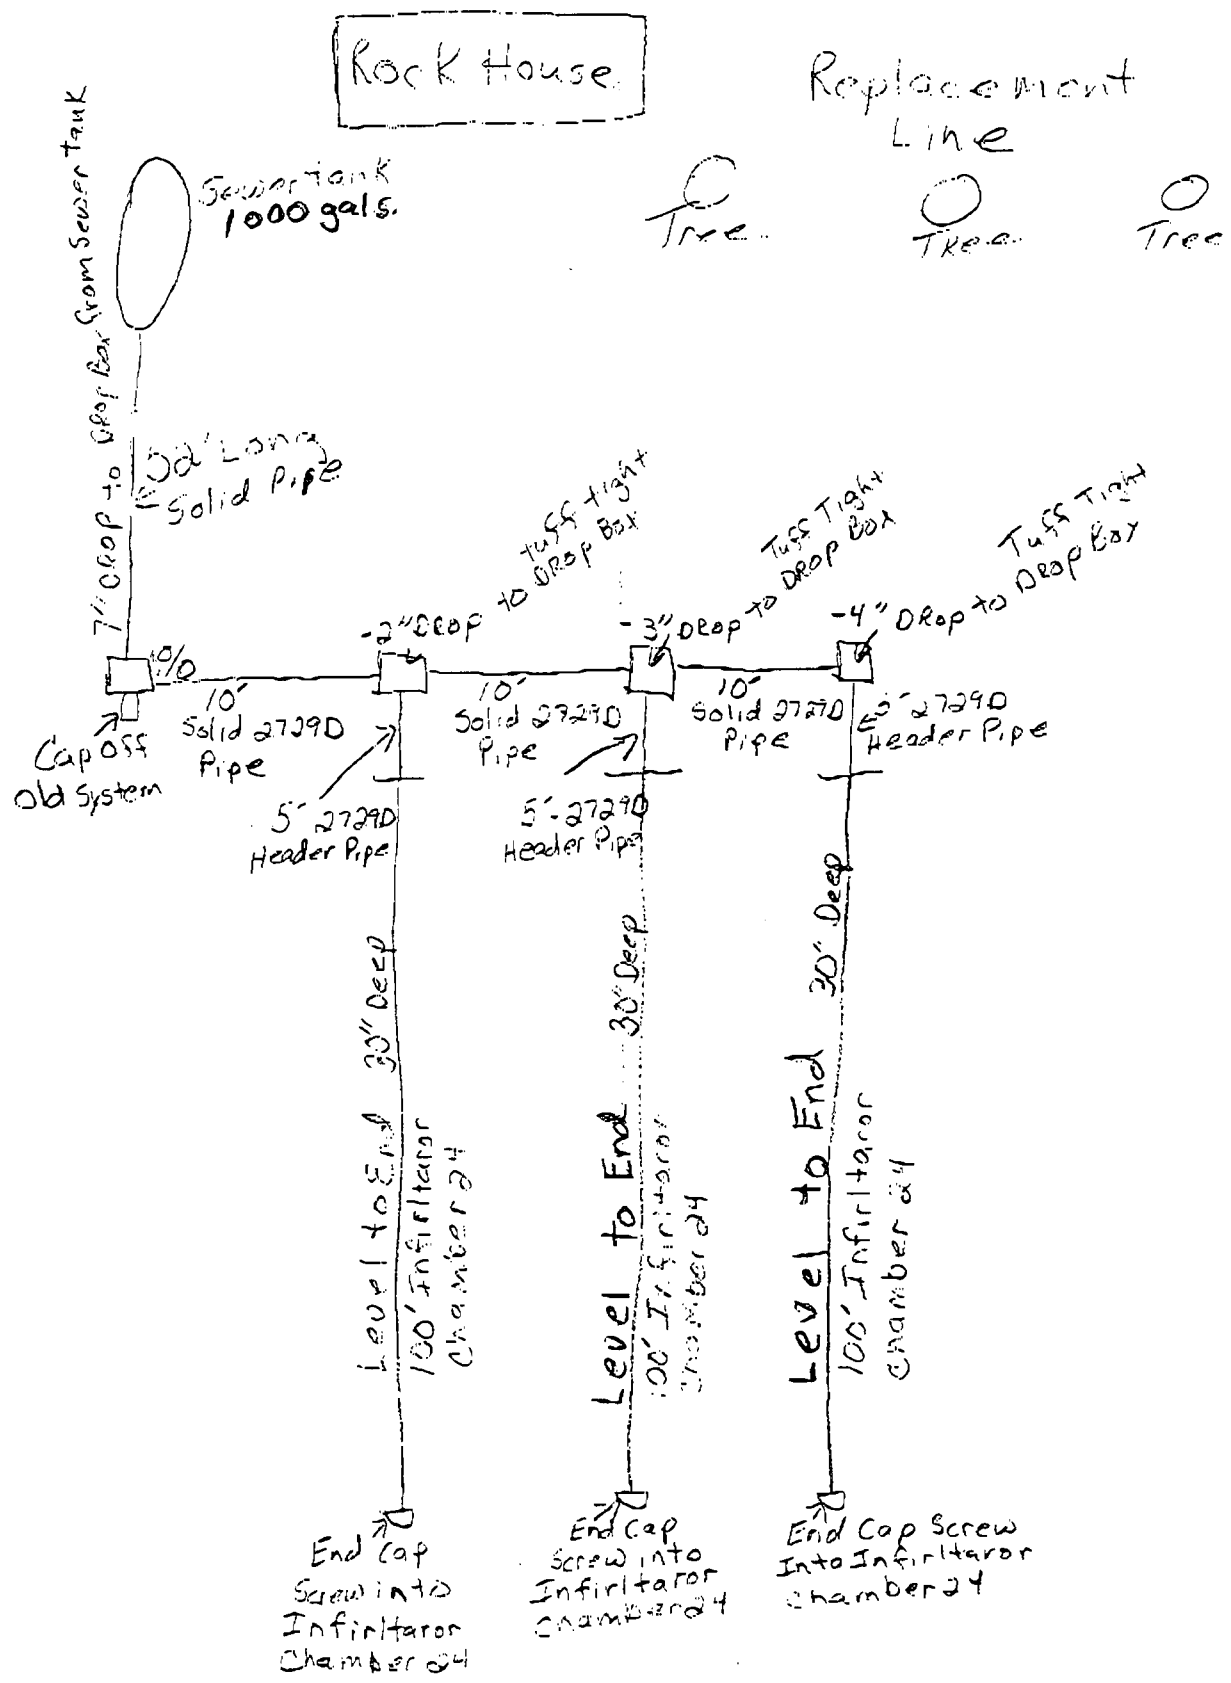 Rock House
Replacement
Line
Sewer tank
1000 gals.
Tree
Tree
Tree
7" DROP to DROP Box from Sewer Tank
52' Long
Solid Pipe
Tuff Tight
DROP Box
Tuff Tight
DROP Box
Tuff Tight
DROP Box
-2" DROP to
-3" DROP to
-4" DROP to
10'
Solid 2729D
Pipe
10'
Solid 2729D
Pipe
10'
Solid 2729D
Pipe
5' 2729D
Header Pipe
Cap Off
Old System
5' 2729D
Header Pipe
5'- 2729D
Header Pipe
Level to End 30" Deep
100' Infirltaror
Chamber 24
Level to End 30" Deep
100' Infirltaror
Chamber 24
Level to End 30" Deep
100' Infirltaror
Chamber 24
End Cap
Screw into
Infirltaror
Chamber 24
End Cap
Screw into
Infirltaror
Chamber 24
End Cap Screw
Into Infirltaror
Chamber 24